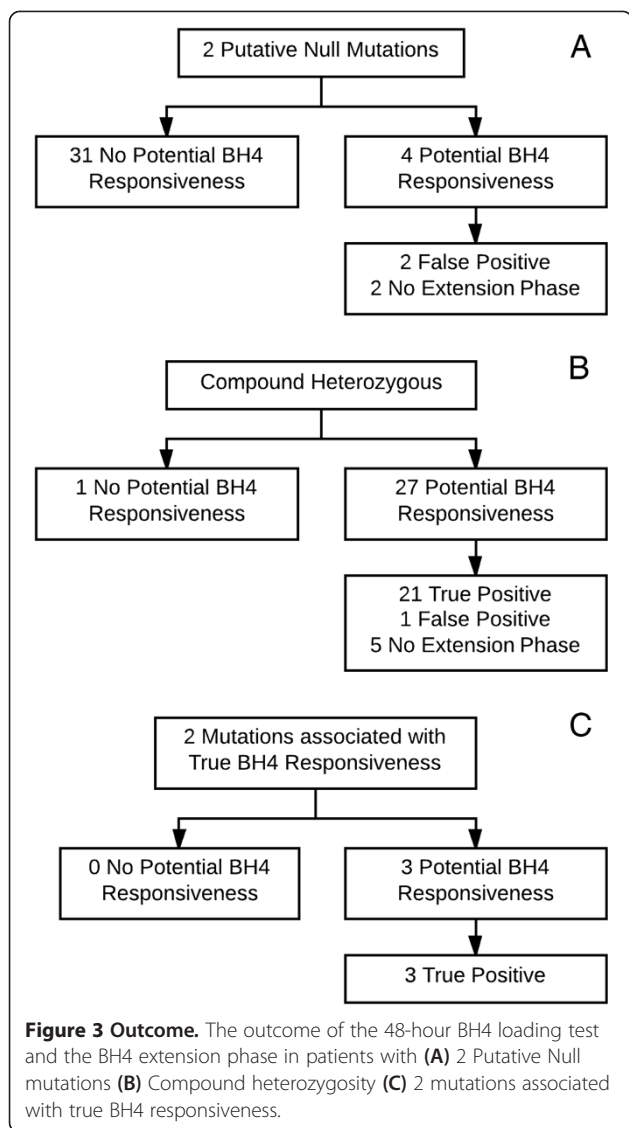 2 Putative Null Mutations
A
31 No Potential BH4
Responsiveness
4 Potential BH4
Responsiveness
2 False Positive
2 No Extension Phase
B
Compound Heterozygous
1 No Potential BH4
Responsiveness
27 Potential BH4
Responsiveness
21 True Positive
1 False Positive
5 No Extension Phase
C
2 Mutations associated with
True BH4 Responsiveness
0 No Potential BH4
Responsiveness
3 Potential BH4
Responsiveness
3 True Positive
Figure 3 Outcome. The outcome of the 48-hour BH4 loading test
and the BH4 extension phase in patients with (A) 2 Putative Null
mutations (B) Compound heterozygosity (C) 2 mutations associated
with true BH4 responsiveness.